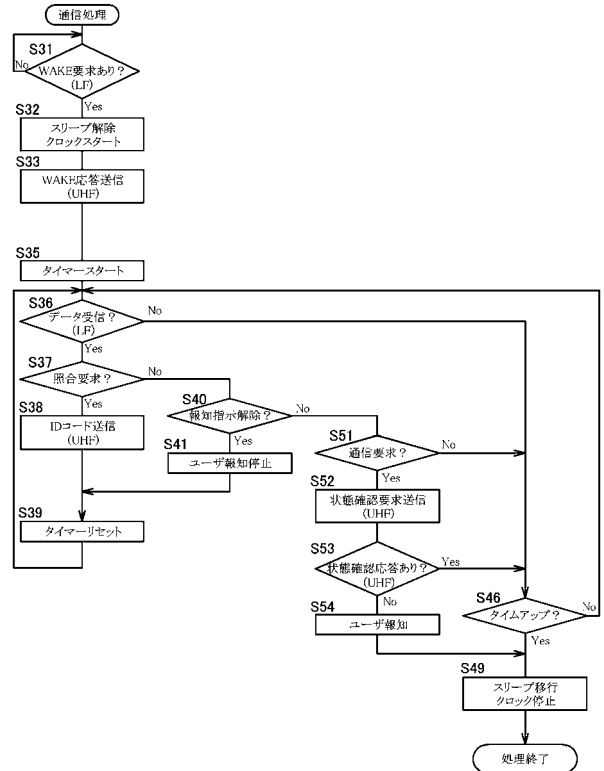 通信処理
S31
WAKE要求あり?
(LF)
No
Yes
S32
スリープ解除
クロックスタート
S33
WAKE応答送信
(UHF)
S35
タイマースタート
S36
データ受信?
(LF)
No
Yes
S37
照合要求?
No
Yes
S38
IDコード送信
(UHF)
S40
報知指示解除?
No
Yes
S41
ユーザ報知停止
S39
タイマーリセット
S51
通信要求?
No
Yes
S52
状態確認要求送信
(UHF)
S53
状態確認応答あり?
(UHF)
Yes
No
S54
ユーザ報知
S46
タイムアップ?
No
Yes
S49
スリープ移行
クロック停止
処理終了